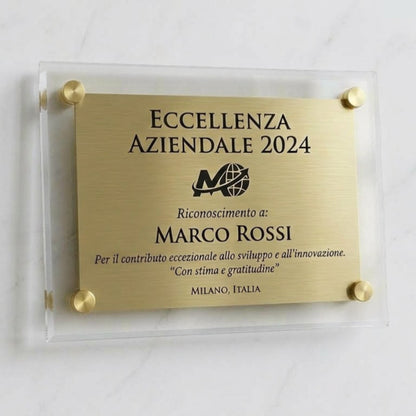 ECCELLENZA
AZIENDALE 2024
Riconoscimento a:
MARCO ROSSI
Per il contributo eccezionale allo sviluppo e all'innovazione.
"Con stima e gratitudine"
MILANO, ITALIA